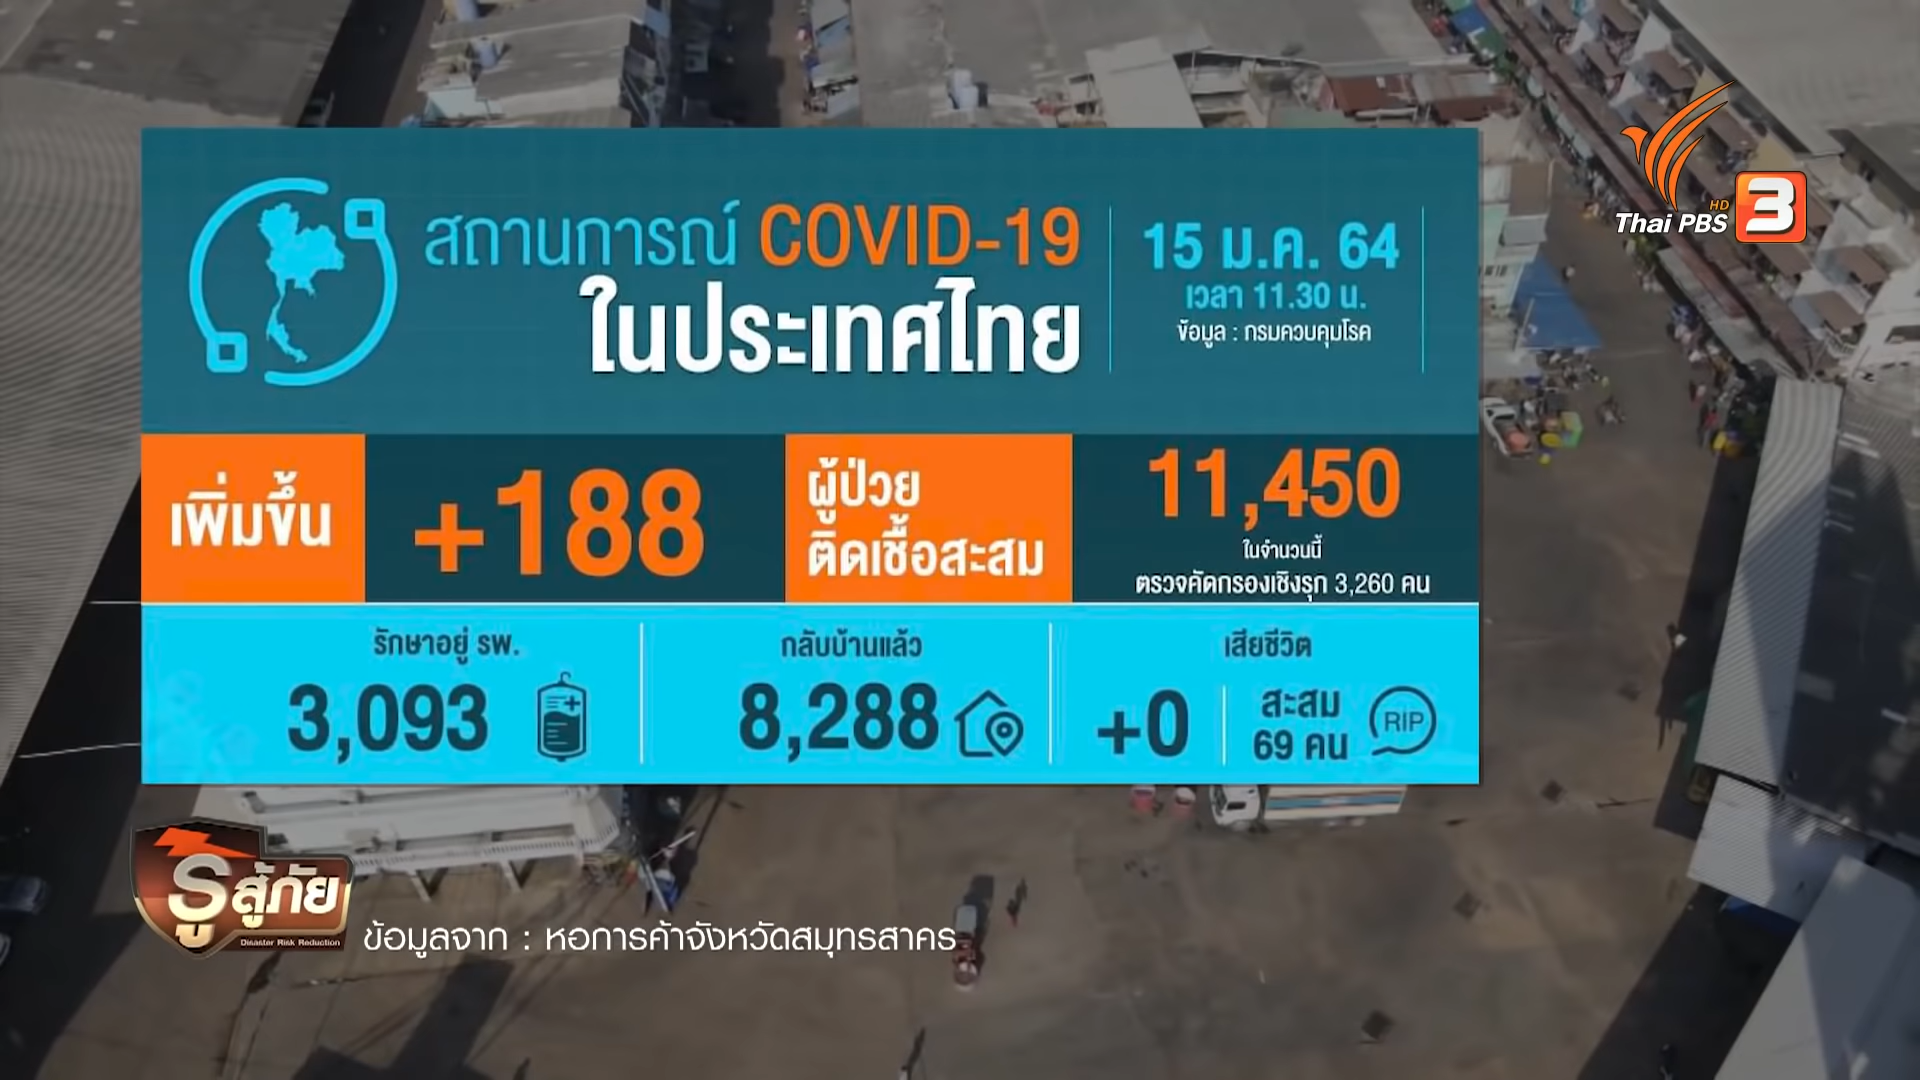 สถานการณ์ COVID-19
ในประเทศไทย
15 ม.ค. 64
เวลา 11.30 น.
ข้อมูล : กรมควบคุมโรค
HD
Thai PBS 3
เพิ่มขึ้น
+188
ผู้ป่วย
ติดเชื้อสะสม
11,450
ในจำนวนนี้
ตรวจคัดกรองเชิงรุก 3,260 คน
รักษาอยู่ รพ.
3,093
กลับบ้านแล้ว
8,288
เสียชีวิต
+0
สะสม
69 คน
RIP
รู้สู้ภัย
Disaster Risk Reduction
ข้อมูลจาก : หอการค้าจังหวัดสมุทรสาคร